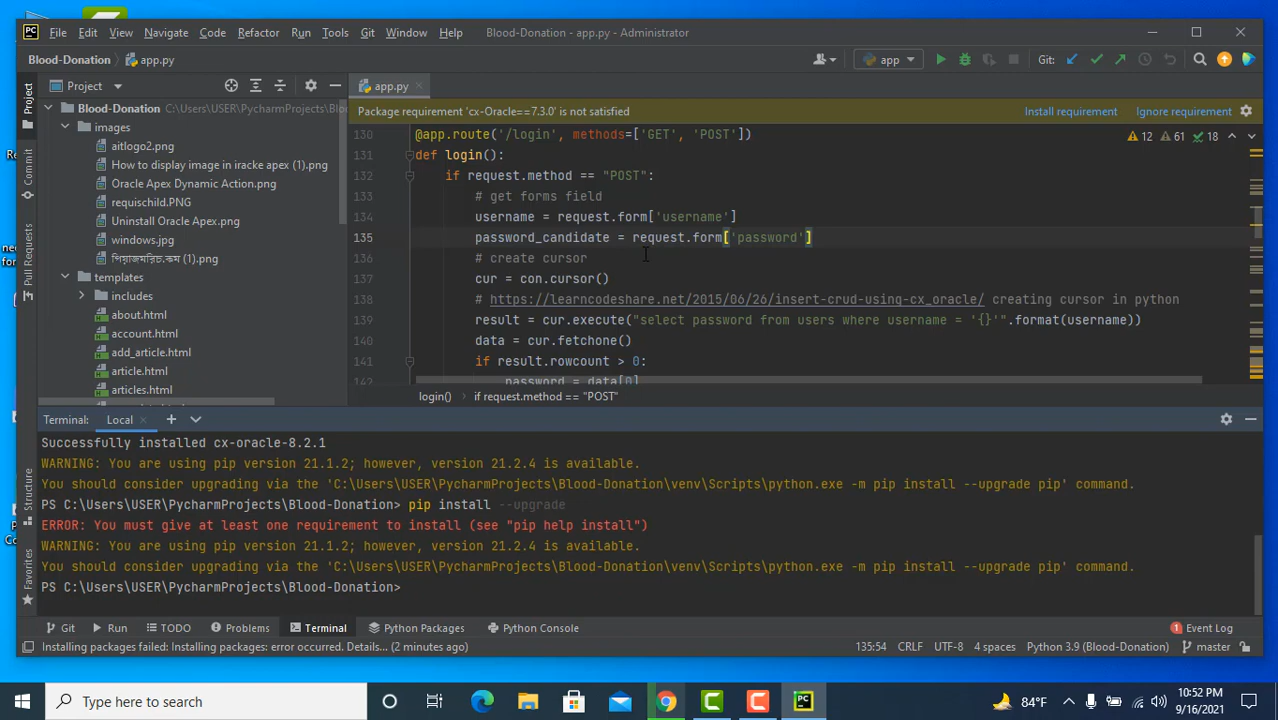 PC File Edit View Navigate Code Refactor Run Tools Git Window Help Blood-Donation - app.py - Administrator
Blood-Donation app.py app Git:
Project Project app.py
Blood-Donation C:\Users\USER\PycharmProjects\Blo Package requirement 'cx-Oracle==7.3.0' is not satisfied Install requirement Ignore requirement
images
aitlogo2.png
How to display image in iracke apex (1).png
Oracle Apex Dynamic Action.png
requischild.PNG
Uninstall Oracle Apex.png
windows.jpg
templates
includes
about.html
account.html
add_article.html
article.html
articles.html
Commit
Pull Requests
12 61 18
130 @app.route('/login', methods=['GET', 'POST'])
131 def login():
132 if request.method == "POST":
133 # get forms field
134 username = request.form['username']
135 password_candidate = request.form['password']
136 # create cursor
137 cur = con.cursor()
138 # https://learncodeshare.net/2015/06/26/insert-crud-using-cx_oracle/ creating cursor in python
139 result = cur.execute("select password from users where username = '{}'".format(username))
140 data = cur.fetchone()
141 if result.rowcount > 0:
142 password = data[0]
login() if request.method == "POST"
Terminal: Local
Successfully installed cx-oracle-8.2.1
WARNING: You are using pip version 21.1.2; however, version 21.2.4 is available.
You should consider upgrading via the 'C:\Users\USER\PycharmProjects\Blood-Donation\venv\Scripts\python.exe -m pip install --upgrade pip' command.
PS C:\Users\USER\PycharmProjects\Blood-Donation> pip install --upgrade
ERROR: You must give at least one requirement to install (see "pip help install")
WARNING: You are using pip version 21.1.2; however, version 21.2.4 is available.
You should consider upgrading via the 'C:\Users\USER\PycharmProjects\Blood-Donation\venv\Scripts\python.exe -m pip install --upgrade pip' command.
PS C:\Users\USER\PycharmProjects\Blood-Donation>
Structure
Favorites
Git Run TODO Problems Terminal Python Packages Python Console 1 Event Log
Installing packages failed: Installing packages: error occurred. Details... (2 minutes ago) 135:54 CRLF UTF-8 4 spaces Python 3.9 (Blood-Donation) master
Type here to search 84°F 10:52 PM
9/16/2021